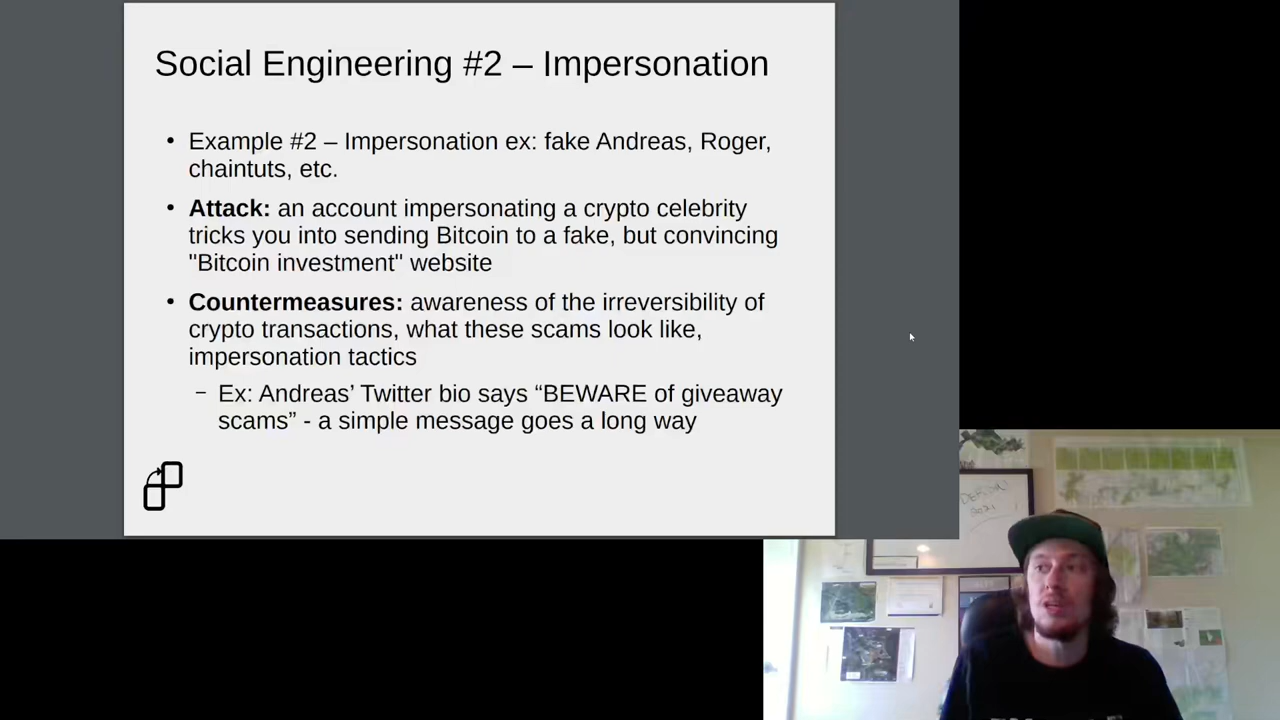 Social Engineering #2 – Impersonation
• Example #2 – Impersonation ex: fake Andreas, Roger,
chaintuts, etc.
• Attack: an account impersonating a crypto celebrity
tricks you into sending Bitcoin to a fake, but convincing
"Bitcoin investment" website
• Countermeasures: awareness of the irreversibility of
crypto transactions, what these scams look like,
impersonation tactics
– Ex: Andreas’ Twitter bio says “BEWARE of giveaway
scams” - a simple message goes a long way
2021